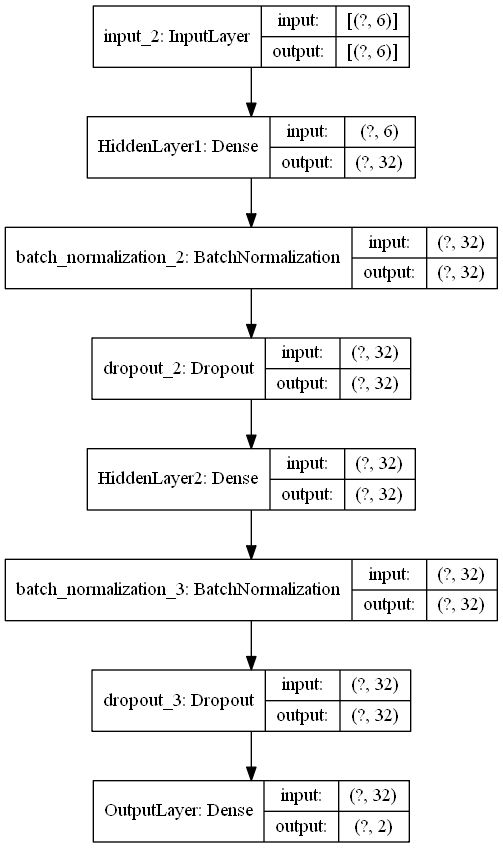 input_2: InputLayer
input:
[(?, 6)]
output:
[(?, 6)]
HiddenLayer1: Dense
input:
(?, 6)
output:
(?, 32)
batch_normalization_2: BatchNormalization
input:
(?, 32)
output:
(?, 32)
dropout_2: Dropout
input:
(?, 32)
output:
(?, 32)
HiddenLayer2: Dense
input:
(?, 32)
output:
(?, 32)
batch_normalization_3: BatchNormalization
input:
(?, 32)
output:
(?, 32)
dropout_3: Dropout
input:
(?, 32)
output:
(?, 32)
OutputLayer: Dense
input:
(?, 32)
output:
(?, 2)